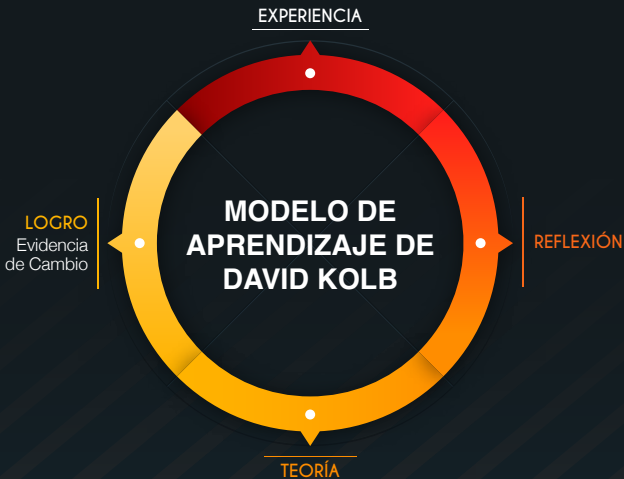 EXPERIENCIA
MODELO DE
APRENDIZAJE DE
DAVID KOLB
LOGRO
Evidencia
de Cambio
REFLEXIÓN
TEORÍA